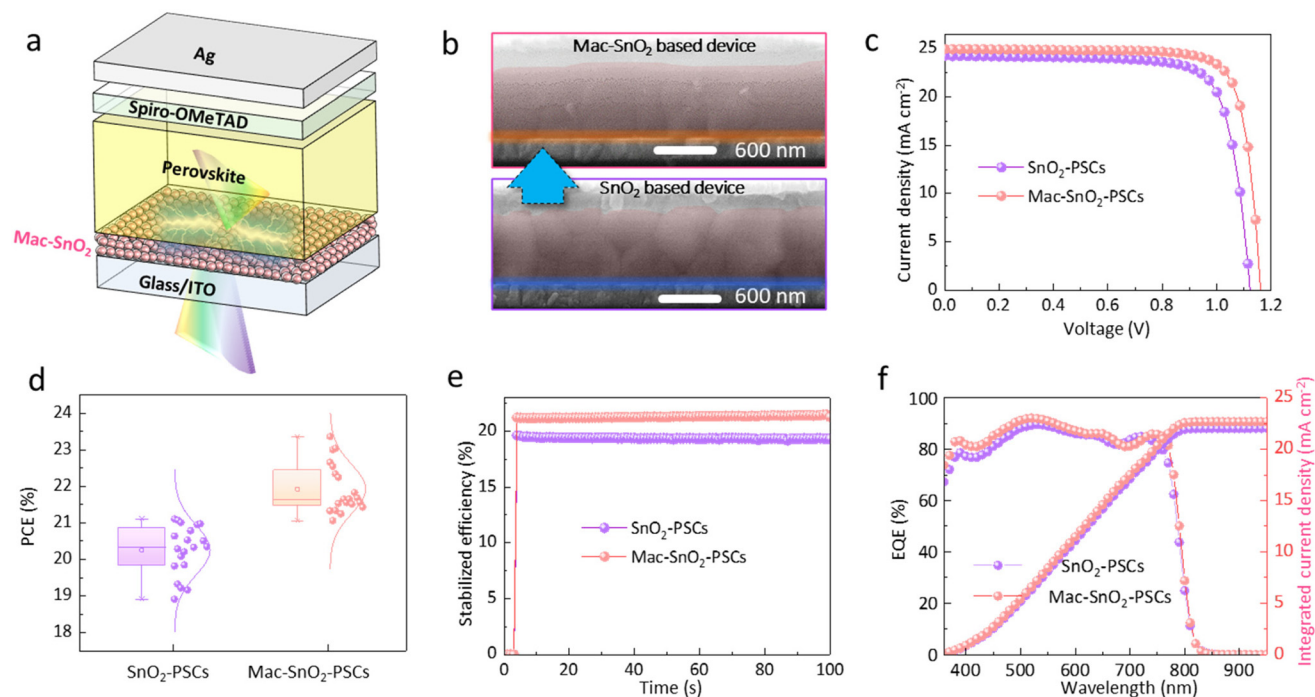 a
Ag
Spiro-OMeTAD
Perovskite
Mac-SnO₂
Glass/ITO
b
Mac-SnO₂ based device
600 nm
SnO₂ based device
600 nm
c
Current density (mA cm⁻²)
25
20
15
10
5
0
SnO₂-PSCs
Mac-SnO₂-PSCs
0.0 0.2 0.4 0.6 0.8 1.0 1.2
Voltage (V)
d
PCE (%)
24
23
22
21
20
19
18
SnO₂-PSCs
Mac-SnO₂-PSCs
e
Stabilized efficiency (%)
20
15
10
5
0
SnO₂-PSCs
Mac-SnO₂-PSCs
0 20 40 60 80 100
Time (s)
f
EQE (%)
100
80
60
40
20
0
SnO₂-PSCs
Mac-SnO₂-PSCs
400 500 600 700 800 900
Wavelength (nm)
25
20
15
10
5
0
Integrated current density (mA cm⁻²)